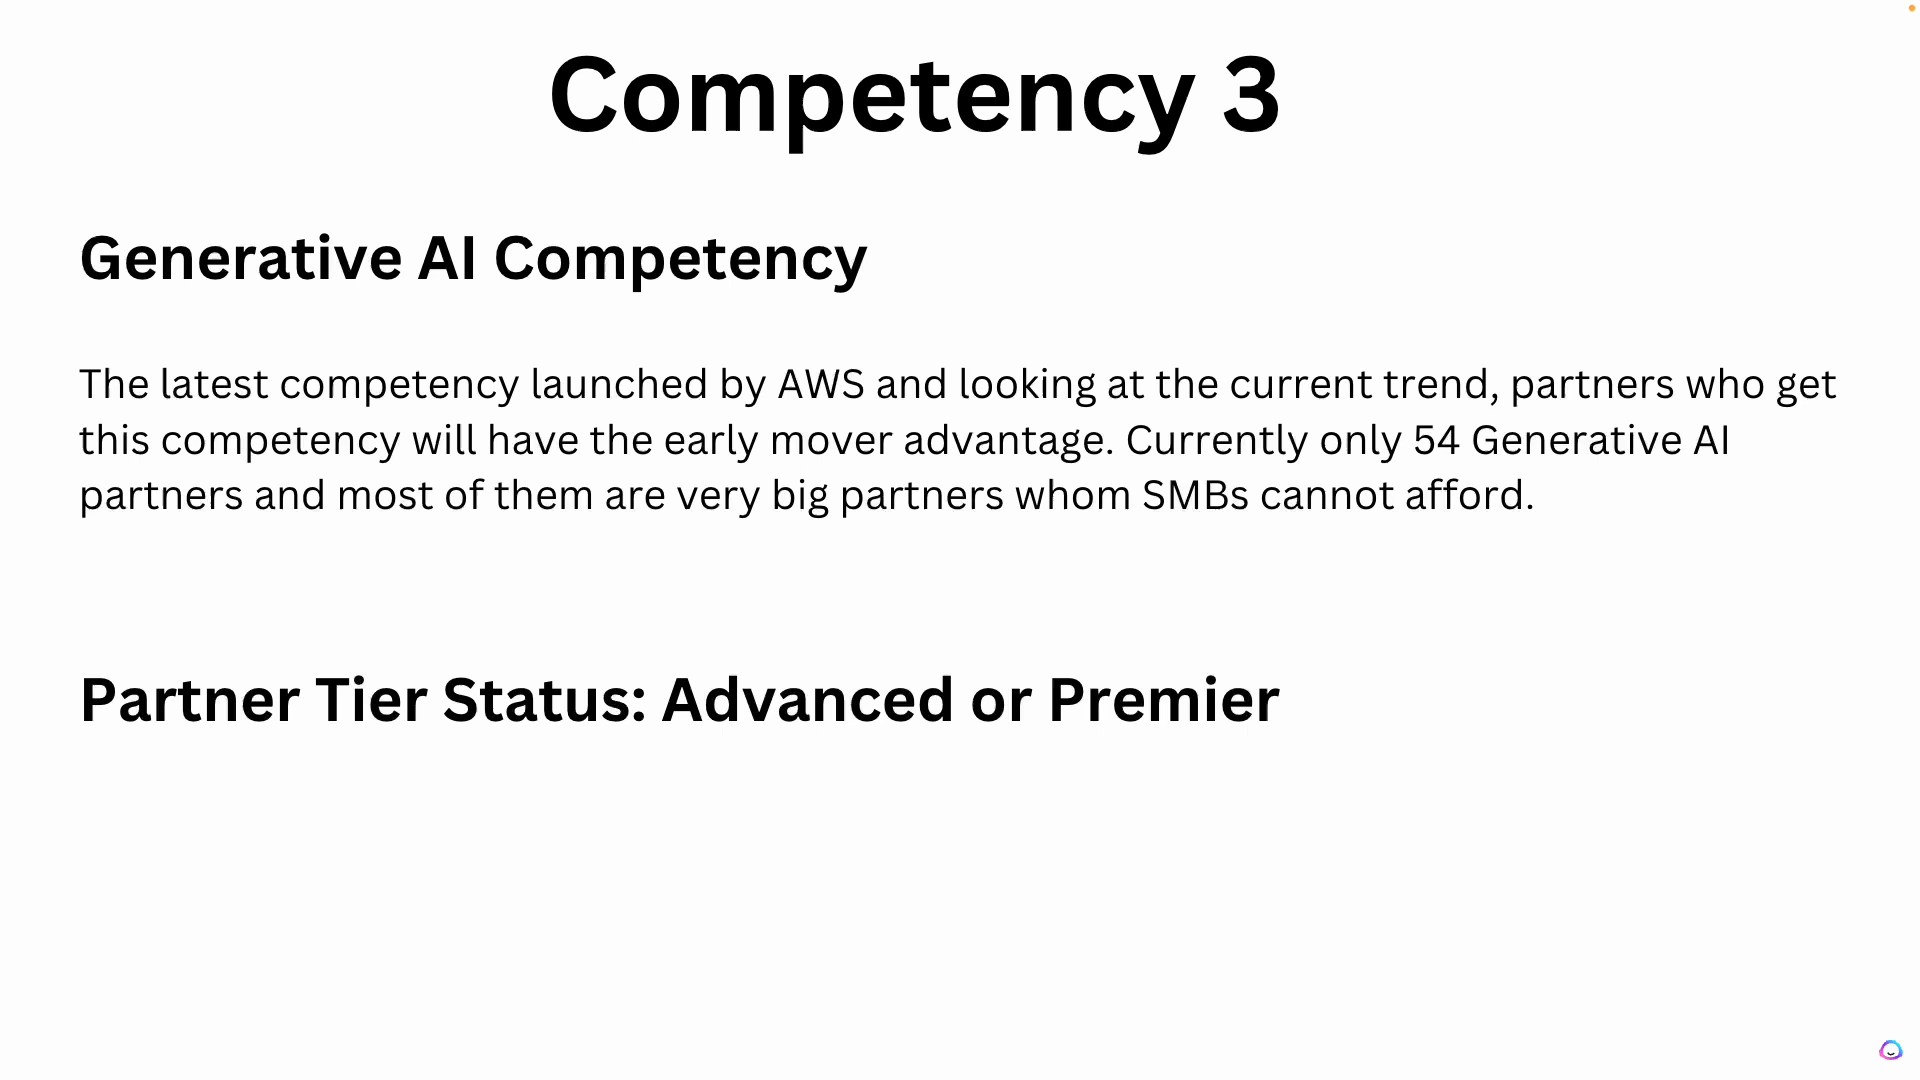 Competency 3
Generative AI Competency
The latest competency launched by AWS and looking at the current trend, partners who get
this competency will have the early mover advantage. Currently only 54 Generative AI
partners and most of them are very big partners whom SMBs cannot afford.
Partner Tier Status: Advanced or Premier